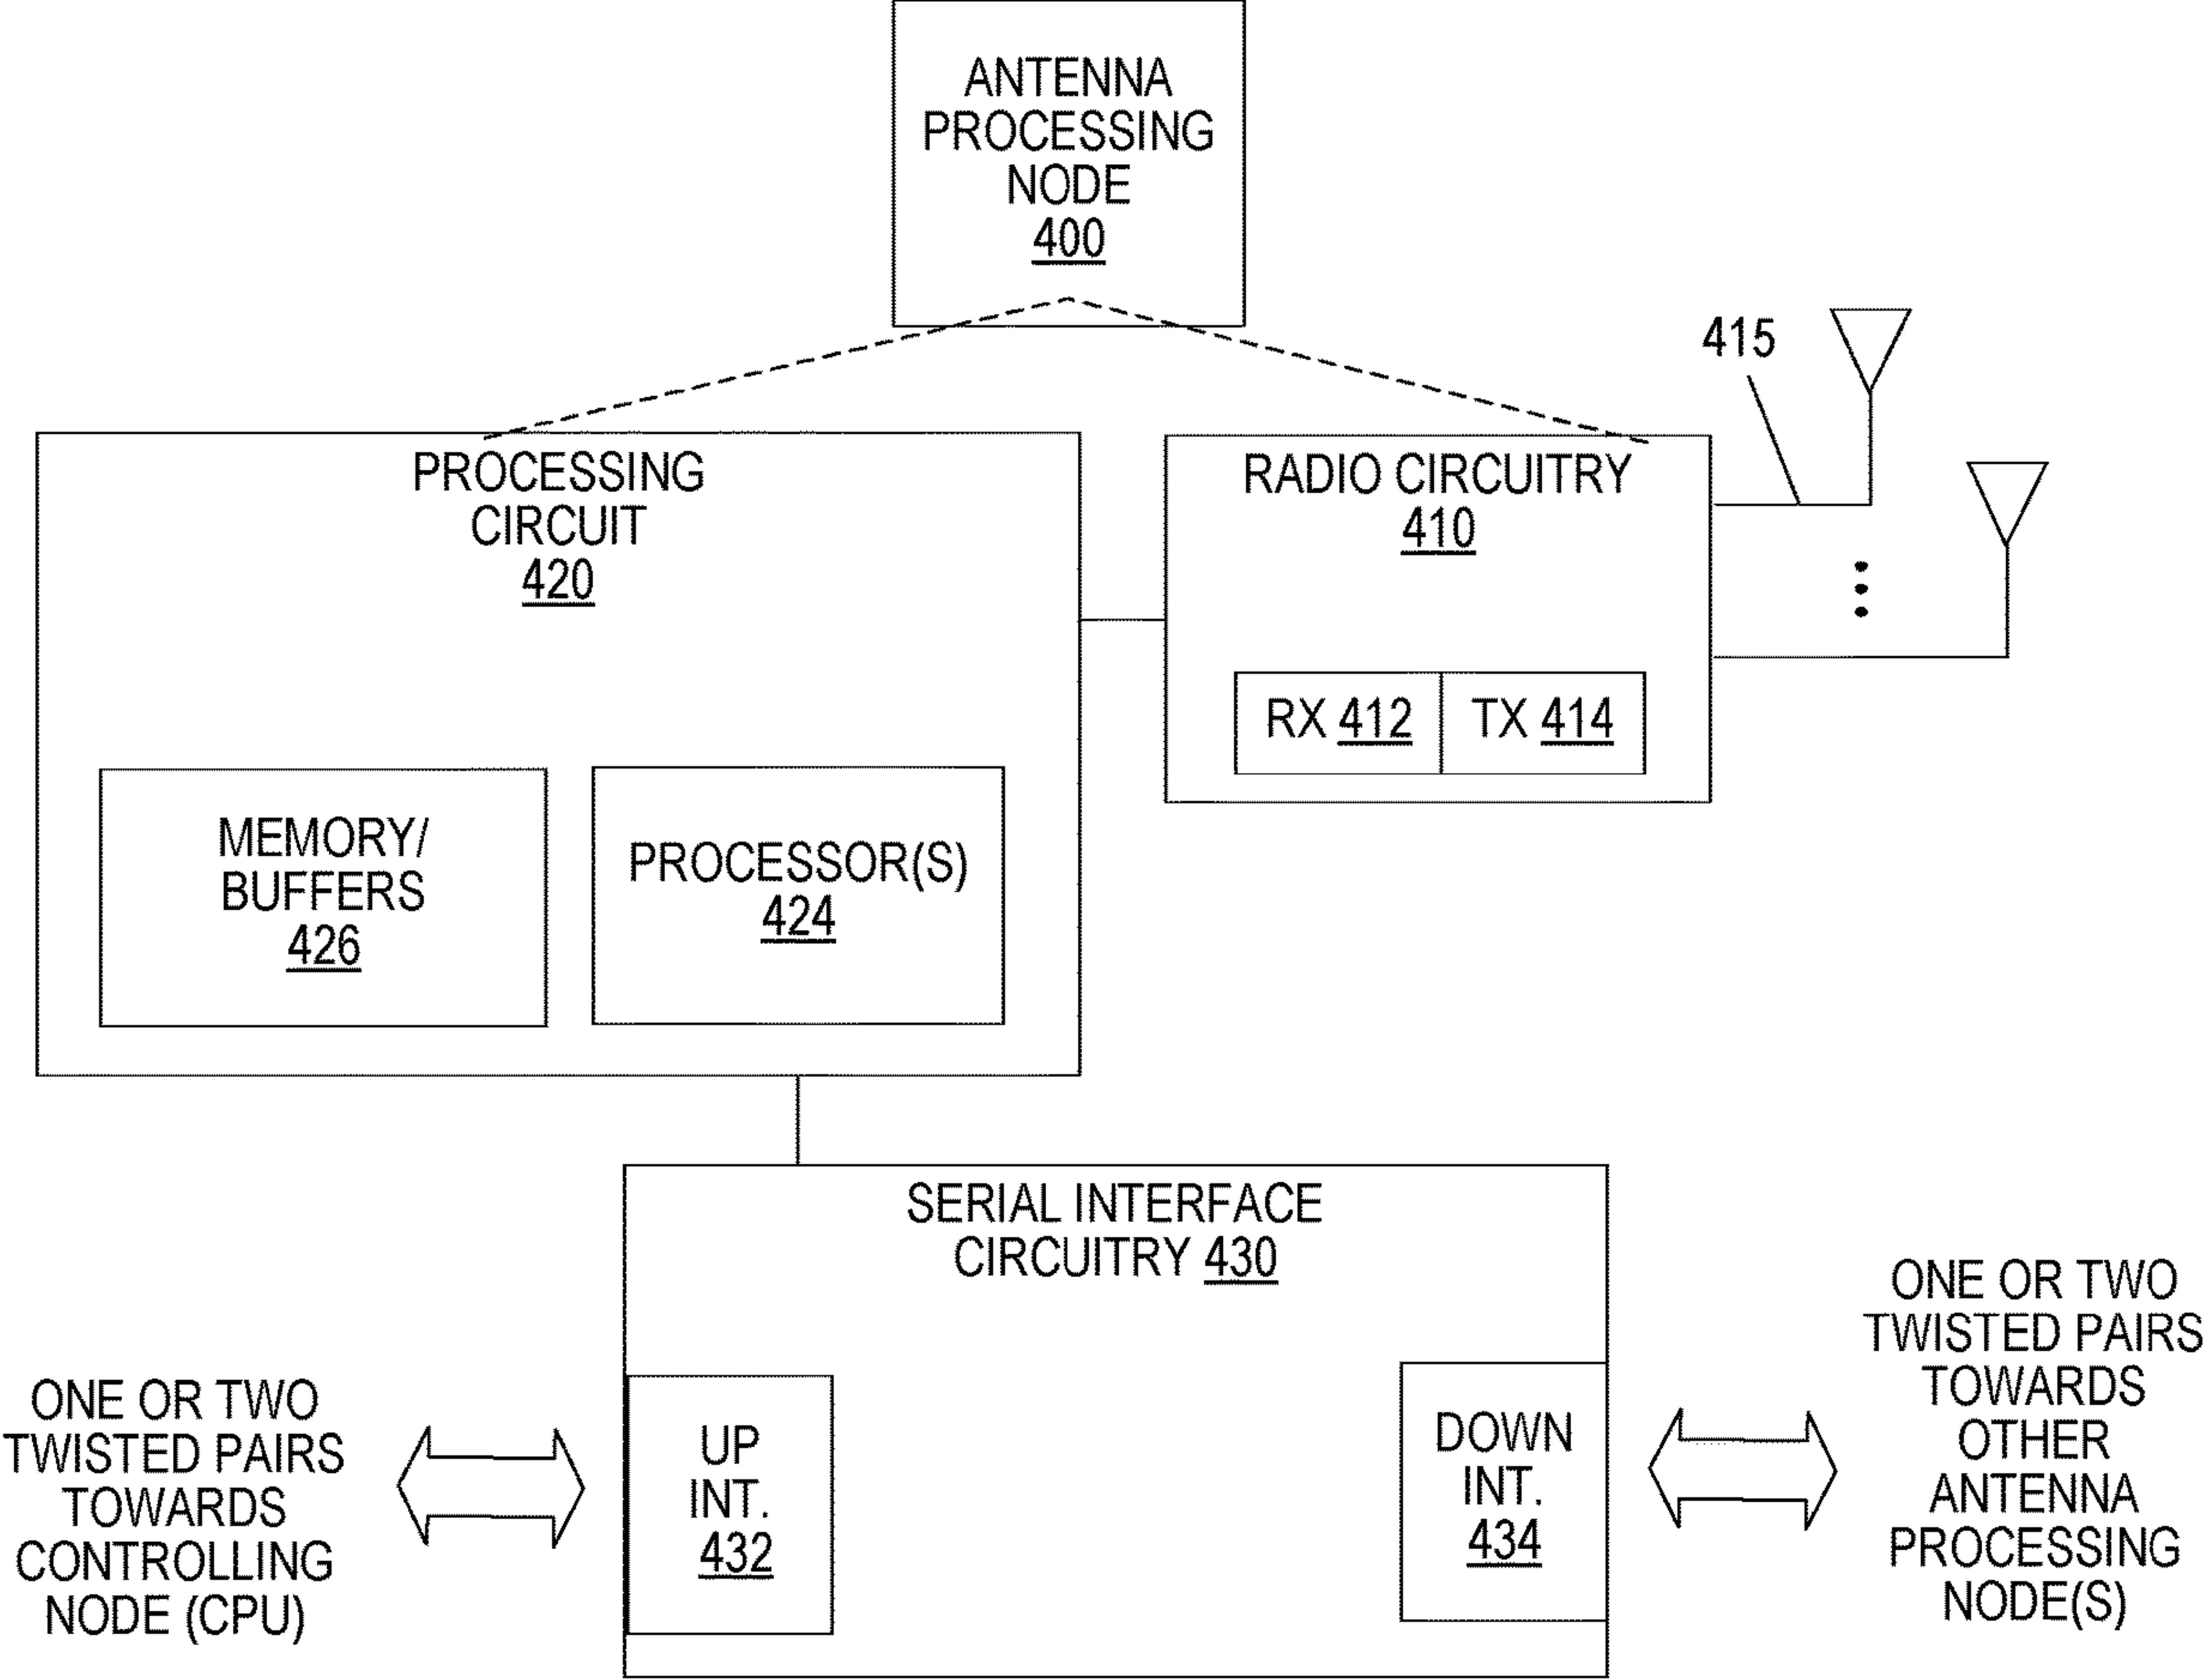 ANTENNA
PROCESSING
NODE
400
415
PROCESSING
CIRCUIT
420
RADIO CIRCUITRY
410
RX 412
TX 414
MEMORY/
BUFFERS
426
PROCESSOR(S)
424
SERIAL INTERFACE
CIRCUITRY 430
ONE OR TWO
TWISTED PAIRS
TOWARDS
CONTROLLING
NODE (CPU)
UP
INT.
432
DOWN
INT.
434
ONE OR TWO
TWISTED PAIRS
TOWARDS
OTHER
ANTENNA
PROCESSING
NODE(S)